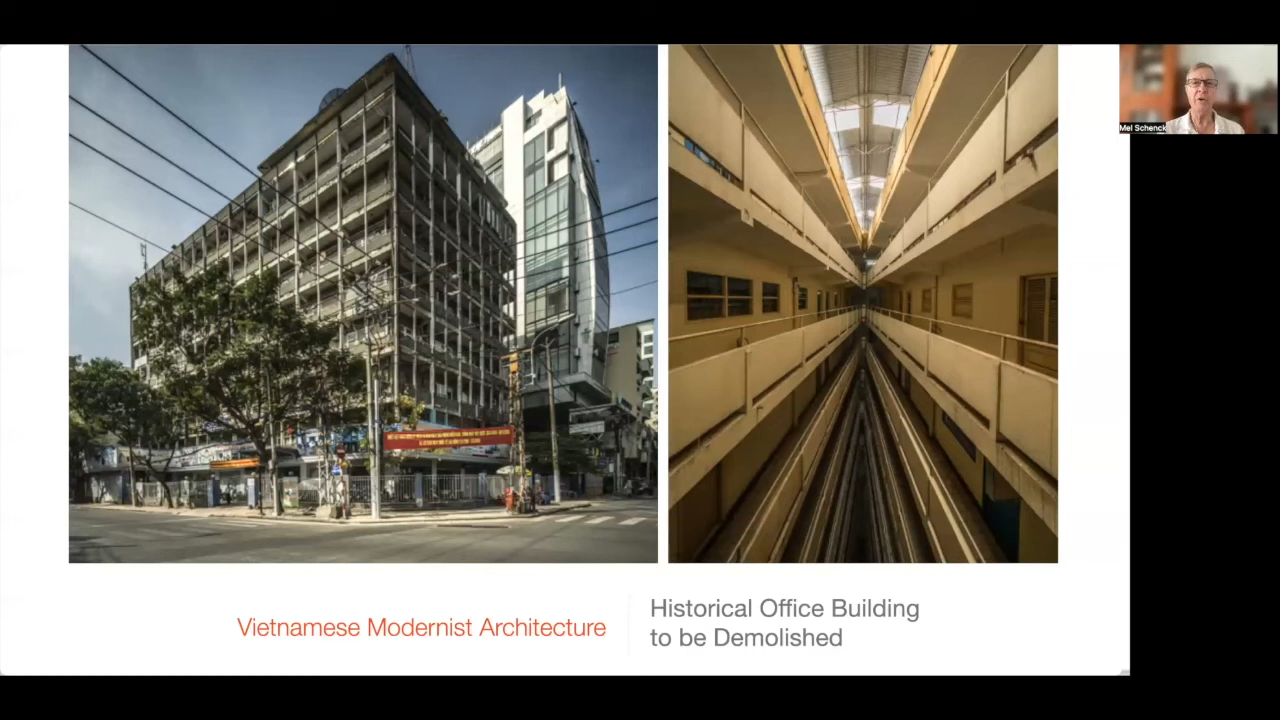 Mel Schenck
Vietnamese Modernist Architecture
Historical Office Building
to be Demolished